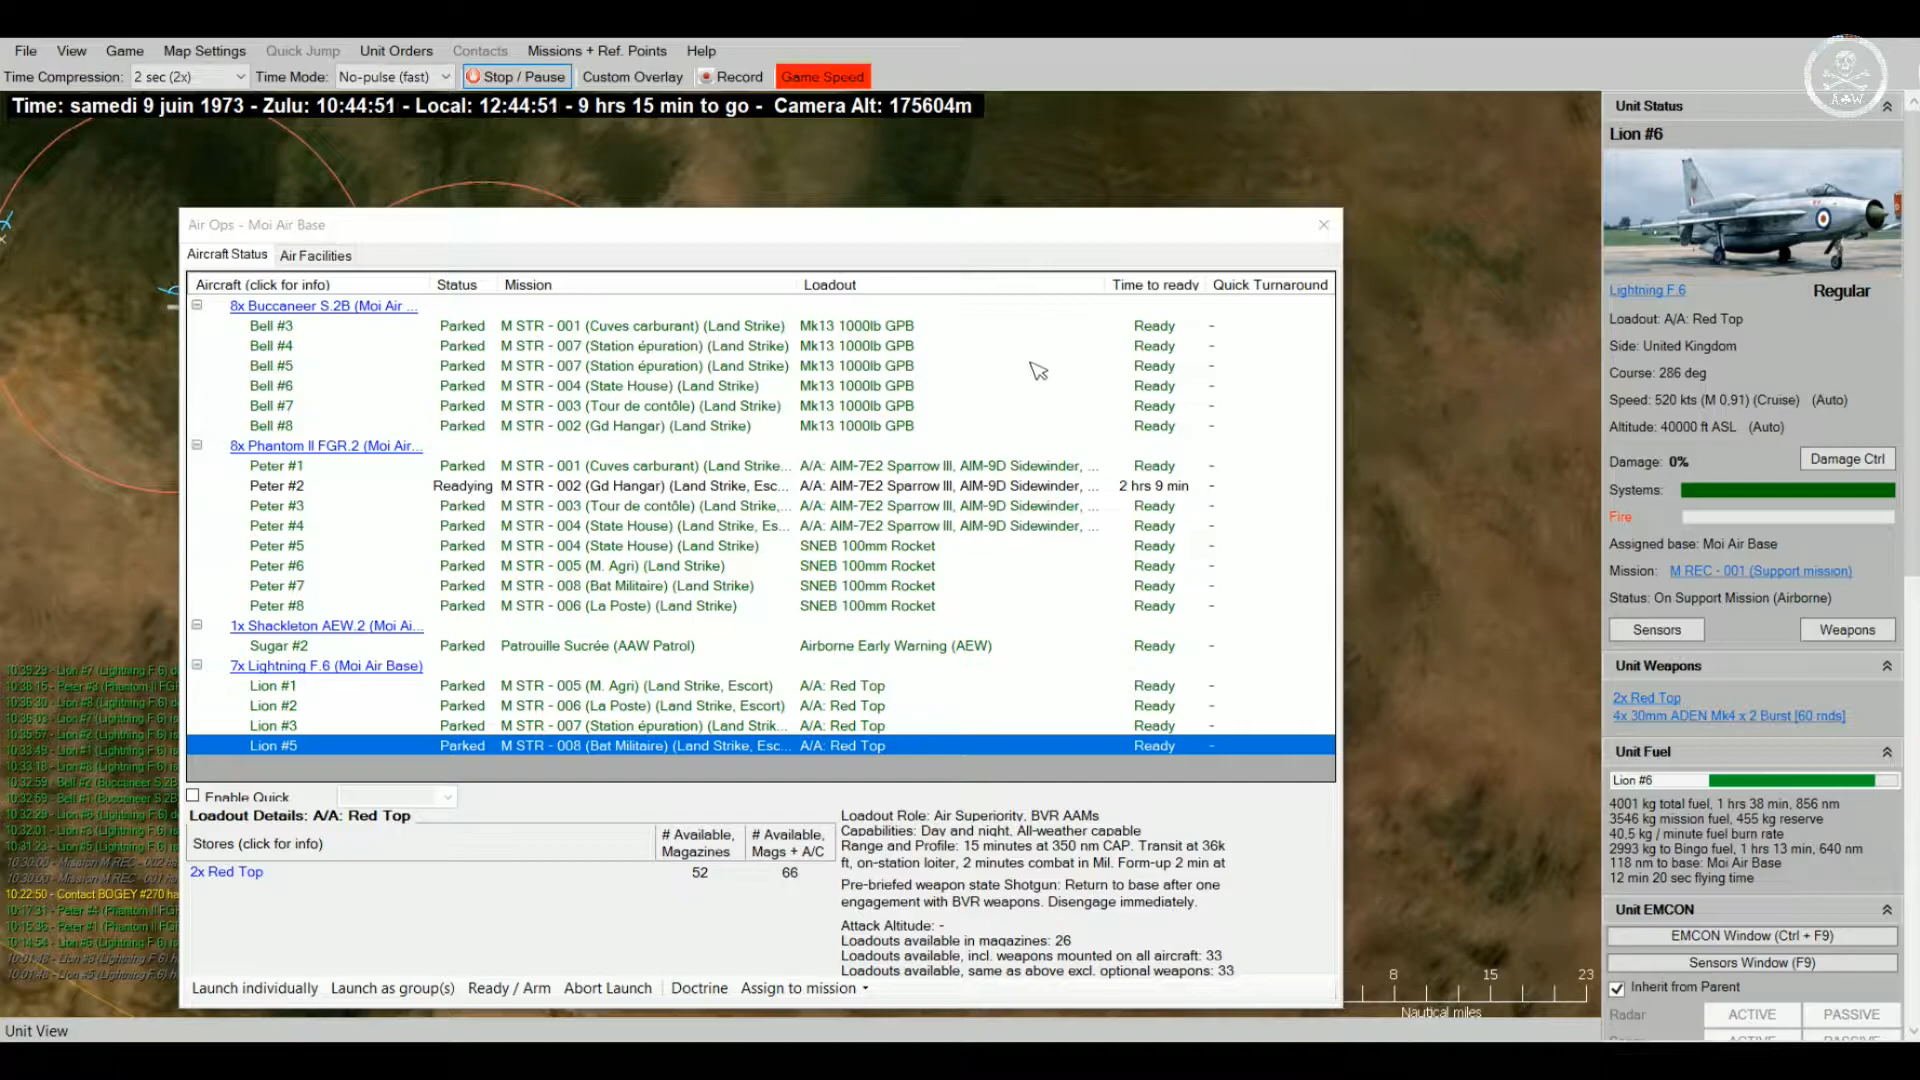 File View Game Map Settings Quick Jump Unit Orders Contacts Missions + Ref. Points Help
Time Compression: 2 sec (2x) Time Mode: No-pulse (fast) Stop / Pause Custom Overlay Record Game Speed
Time: samedi 9 juin 1973 - Zulu: 10:44:51 - Local: 12:44:51 - 9 hrs 15 min to go - Camera Alt: 175604m
Air Ops - Moi Air Base
Aircraft Status Air Facilities
Aircraft (click for info) Status Mission Loadout Time to ready Quick Turnaround
8x Buccaneer S.2B (Moi Air ...
Bell #3 Parked M STR - 001 (Cuves carburant) (Land Strike) Mk13 1000lb GPB Ready -
Bell #4 Parked M STR - 007 (Station épuration) (Land Strike) Mk13 1000lb GPB Ready -
Bell #5 Parked M STR - 007 (Station épuration) (Land Strike) Mk13 1000lb GPB Ready -
Bell #6 Parked M STR - 004 (State House) (Land Strike) Mk13 1000lb GPB Ready -
Bell #7 Parked M STR - 003 (Tour de contôle) (Land Strike) Mk13 1000lb GPB Ready -
Bell #8 Parked M STR - 002 (Gd Hangar) (Land Strike) Mk13 1000lb GPB Ready -
8x Phantom II FGR.2 (Moi Air...
Peter #1 Parked M STR - 001 (Cuves carburant) (Land Strike... A/A: AIM-7E2 Sparrow III, AIM-9D Sidewinder, ... Ready -
Peter #2 Readying M STR - 002 (Gd Hangar) (Land Strike, Esc... A/A: AIM-7E2 Sparrow III, AIM-9D Sidewinder, ... 2 hrs 9 min -
Peter #3 Parked M STR - 003 (Tour de contôle) (Land Strike,... A/A: AIM-7E2 Sparrow III, AIM-9D Sidewinder, ... Ready -
Peter #4 Parked M STR - 004 (State House) (Land Strike, Es... A/A: AIM-7E2 Sparrow III, AIM-9D Sidewinder, ... Ready -
Peter #5 Parked M STR - 004 (State House) (Land Strike) SNEB 100mm Rocket Ready -
Peter #6 Parked M STR - 005 (M. Agri) (Land Strike) SNEB 100mm Rocket Ready -
Peter #7 Parked M STR - 008 (Bat Militaire) (Land Strike) SNEB 100mm Rocket Ready -
Peter #8 Parked M STR - 006 (La Poste) (Land Strike) SNEB 100mm Rocket Ready -
1x Shackleton AEW.2 (Moi Ai...
Sugar #2 Parked Patrouille Sucrée (AAW Patrol) Airborne Early Warning (AEW) Ready -
7x Lightning F.6 (Moi Air Base)
Lion #1 Parked M STR - 005 (M. Agri) (Land Strike, Escort) A/A: Red Top Ready -
Lion #2 Parked M STR - 006 (La Poste) (Land Strike, Escort) A/A: Red Top Ready -
Lion #3 Parked M STR - 007 (Station épuration) (Land Strik... A/A: Red Top Ready -
Lion #5 Parked M STR - 008 (Bat Militaire) (Land Strike, Esc... A/A: Red Top Ready -
Enable Quick
Loadout Details: A/A: Red Top
Stores (click for info) # Available, Magazines # Available, Mags + A/C
2x Red Top 52 66
Loadout Role: Air Superiority, BVR AAMs
Capabilities: Day and night, All-weather capable
Range and Profile: 15 minutes at 350 nm CAP. Transit at 36k
ft, on-station loiter, 2 minutes combat in Mil. Form-up 2 min at
Pre-briefed weapon state Shotgun: Return to base after one
engagement with BVR weapons. Disengage immediately.
Attack Altitude: -
Loadouts available in magazines: 26
Loadouts available, incl. weapons mounted on all aircraft: 33
Loadouts available, same as above excl. optional weapons: 33
Launch individually Launch as group(s) Ready / Arm Abort Launch Doctrine Assign to mission
10:22:50 - Contact BOGEY #270 ha
8 15 23
Nautical miles
Unit View
Unit Status
Lion #6
Lightning F.6 Regular
Loadout: A/A: Red Top
Side: United Kingdom
Course: 286 deg
Speed: 520 kts (M 0,91) (Cruise) (Auto)
Altitude: 40000 ft ASL (Auto)
Damage: 0% Damage Ctrl
Systems:
Fire
Assigned base: Moi Air Base
Mission: M REC - 001 (Support mission)
Status: On Support Mission (Airborne)
Sensors Weapons
Unit Weapons
2x Red Top
4x 30mm ADEN Mk4 x 2 Burst [60 rnds]
Unit Fuel
Lion #6
4001 kg total fuel, 1 hrs 38 min, 856 nm
3546 kg mission fuel, 455 kg reserve
40,5 kg / minute fuel burn rate
2993 kg to Bingo fuel, 1 hrs 13 min, 640 nm
118 nm to base: Moi Air Base
12 min 20 sec flying time
Unit EMCON
EMCON Window (Ctrl + F9)
Sensors Window (F9)
Inherit from Parent
Radar ACTIVE PASSIVE